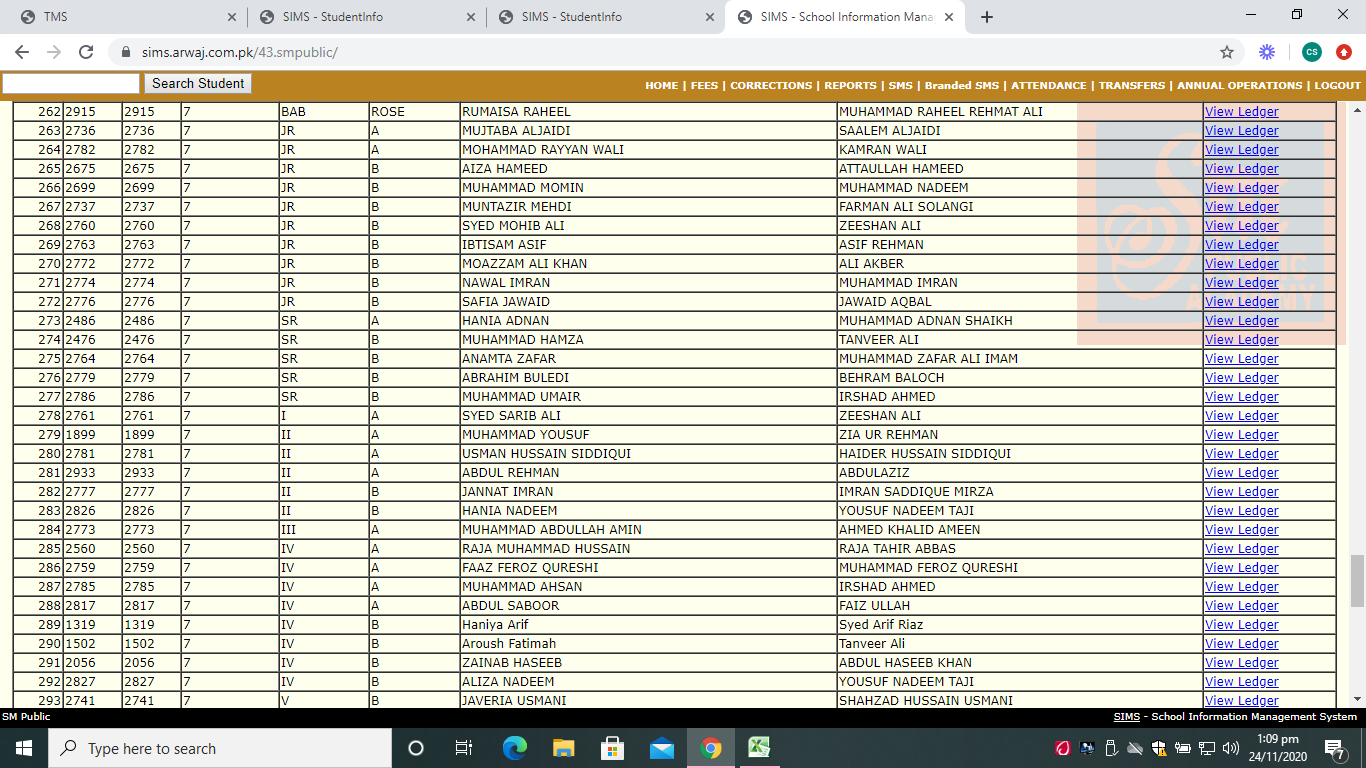 TMS
SIMS - StudentInfo
SIMS - StudentInfo
SIMS - School Information Mana
sims.arwaj.com.pk/43.smpublic/
CS
Search Student
HOME | FEES | CORRECTIONS | REPORTS | SMS | Branded SMS | ATTENDANCE | TRANSFERS | ANNUAL OPERATIONS | LOGOUT
262 2915 2915 7 BAB ROSE RUMAISA RAHEEL MUHAMMAD RAHEEL REHMAT ALI View Ledger
263 2736 2736 7 JR A MUJTABA ALJAIDI SAALEM ALJAIDI View Ledger
264 2782 2782 7 JR A MOHAMMAD RAYYAN WALI KAMRAN WALI View Ledger
265 2675 2675 7 JR B AIZA HAMEED ATTAULLAH HAMEED View Ledger
266 2699 2699 7 JR B MUHAMMAD MOMIN MUHAMMAD NADEEM View Ledger
267 2737 2737 7 JR B MUNTAZIR MEHDI FARMAN ALI SOLANGI View Ledger
268 2760 2760 7 JR B SYED MOHIB ALI ZEESHAN ALI View Ledger
269 2763 2763 7 JR B IBTISAM ASIF ASIF REHMAN View Ledger
270 2772 2772 7 JR B MOAZZAM ALI KHAN ALI AKBER View Ledger
271 2774 2774 7 JR B NAWAL IMRAN MUHAMMAD IMRAN View Ledger
272 2776 2776 7 JR B SAFIA JAWAID JAWAID AQBAL View Ledger
273 2486 2486 7 SR A HANIA ADNAN MUHAMMAD ADNAN SHAIKH View Ledger
274 2476 2476 7 SR B MUHAMMAD HAMZA TANVEER ALI View Ledger
275 2764 2764 7 SR B ANAMTA ZAFAR MUHAMMAD ZAFAR ALI IMAM View Ledger
276 2779 2779 7 SR B ABRAHIM BULEDI BEHRAM BALOCH View Ledger
277 2786 2786 7 SR B MUHAMMAD UMAIR IRSHAD AHMED View Ledger
278 2761 2761 7 I A SYED SARIB ALI ZEESHAN ALI View Ledger
279 1899 1899 7 II A MUHAMMAD YOUSUF ZIA UR REHMAN View Ledger
280 2781 2781 7 II A USMAN HUSSAIN SIDDIQUI HAIDER HUSSAIN SIDDIQUI View Ledger
281 2933 2933 7 II A ABDUL REHMAN ABDULAZIZ View Ledger
282 2777 2777 7 II B JANNAT IMRAN IMRAN SADDIQUE MIRZA View Ledger
283 2826 2826 7 II B HANIA NADEEM YOUSUF NADEEM TAJI View Ledger
284 2773 2773 7 III A MUHAMMAD ABDULLAH AMIN AHMED KHALID AMEEN View Ledger
285 2560 2560 7 IV A RAJA MUHAMMAD HUSSAIN RAJA TAHIR ABBAS View Ledger
286 2759 2759 7 IV A FAAZ FEROZ QURESHI MUHAMMAD FEROZ QURESHI View Ledger
287 2785 2785 7 IV A MUHAMMAD AHSAN IRSHAD AHMED View Ledger
288 2817 2817 7 IV A ABDUL SABOOR FAIZ ULLAH View Ledger
289 1319 1319 7 IV B Haniya Arif Syed Arif Riaz View Ledger
290 1502 1502 7 IV B Aroush Fatimah Tanveer Ali View Ledger
291 2056 2056 7 IV B ZAINAB HASEEB ABDUL HASEEB KHAN View Ledger
292 2827 2827 7 IV B ALIZA NADEEM YOUSUF NADEEM TAJI View Ledger
293 2741 2741 7 V B JAVERIA USMANI SHAHZAD HUSSAIN USMANI View Ledger
SM Public
SIMS - School Information Management System
Type here to search
1:09 pm
24/11/2020
7